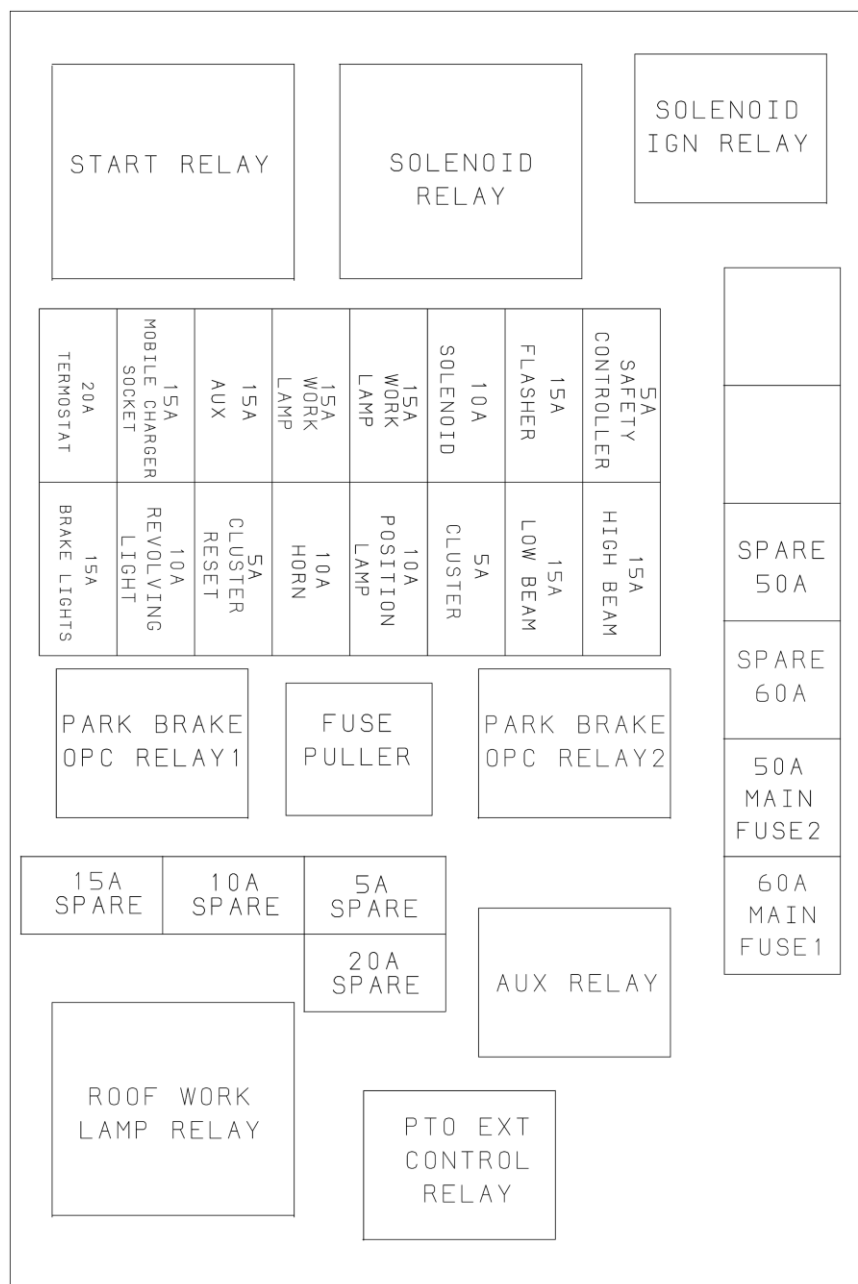 START RELAY
SOLENOID
RELAY
SOLENOID
IGN RELAY
20A
TERMOSTAT
15A
MOBILE CHARGER
SOCKET
15A
AUX
15A
WORK
LAMP
15A
WORK
LAMP
10A
SOLENOID
15A
FLASHER
5A
SAFETY
CONTROLLER
15A
BRAKE LIGHTS
10A
REVOLVING
LIGHT
5A
CLUSTER
RESET
10A
HORN
10A
POSITION
LAMP
5A
CLUSTER
15A
LOW BEAM
15A
HIGH BEAM
SPARE
50A
SPARE
60A
50A
MAIN
FUSE2
60A
MAIN
FUSE1
PARK BRAKE
OPC RELAY1
FUSE
PULLER
PARK BRAKE
OPC RELAY2
15A
SPARE
10A
SPARE
5A
SPARE
20A
SPARE
AUX RELAY
ROOF WORK
LAMP RELAY
PTO EXT
CONTROL
RELAY